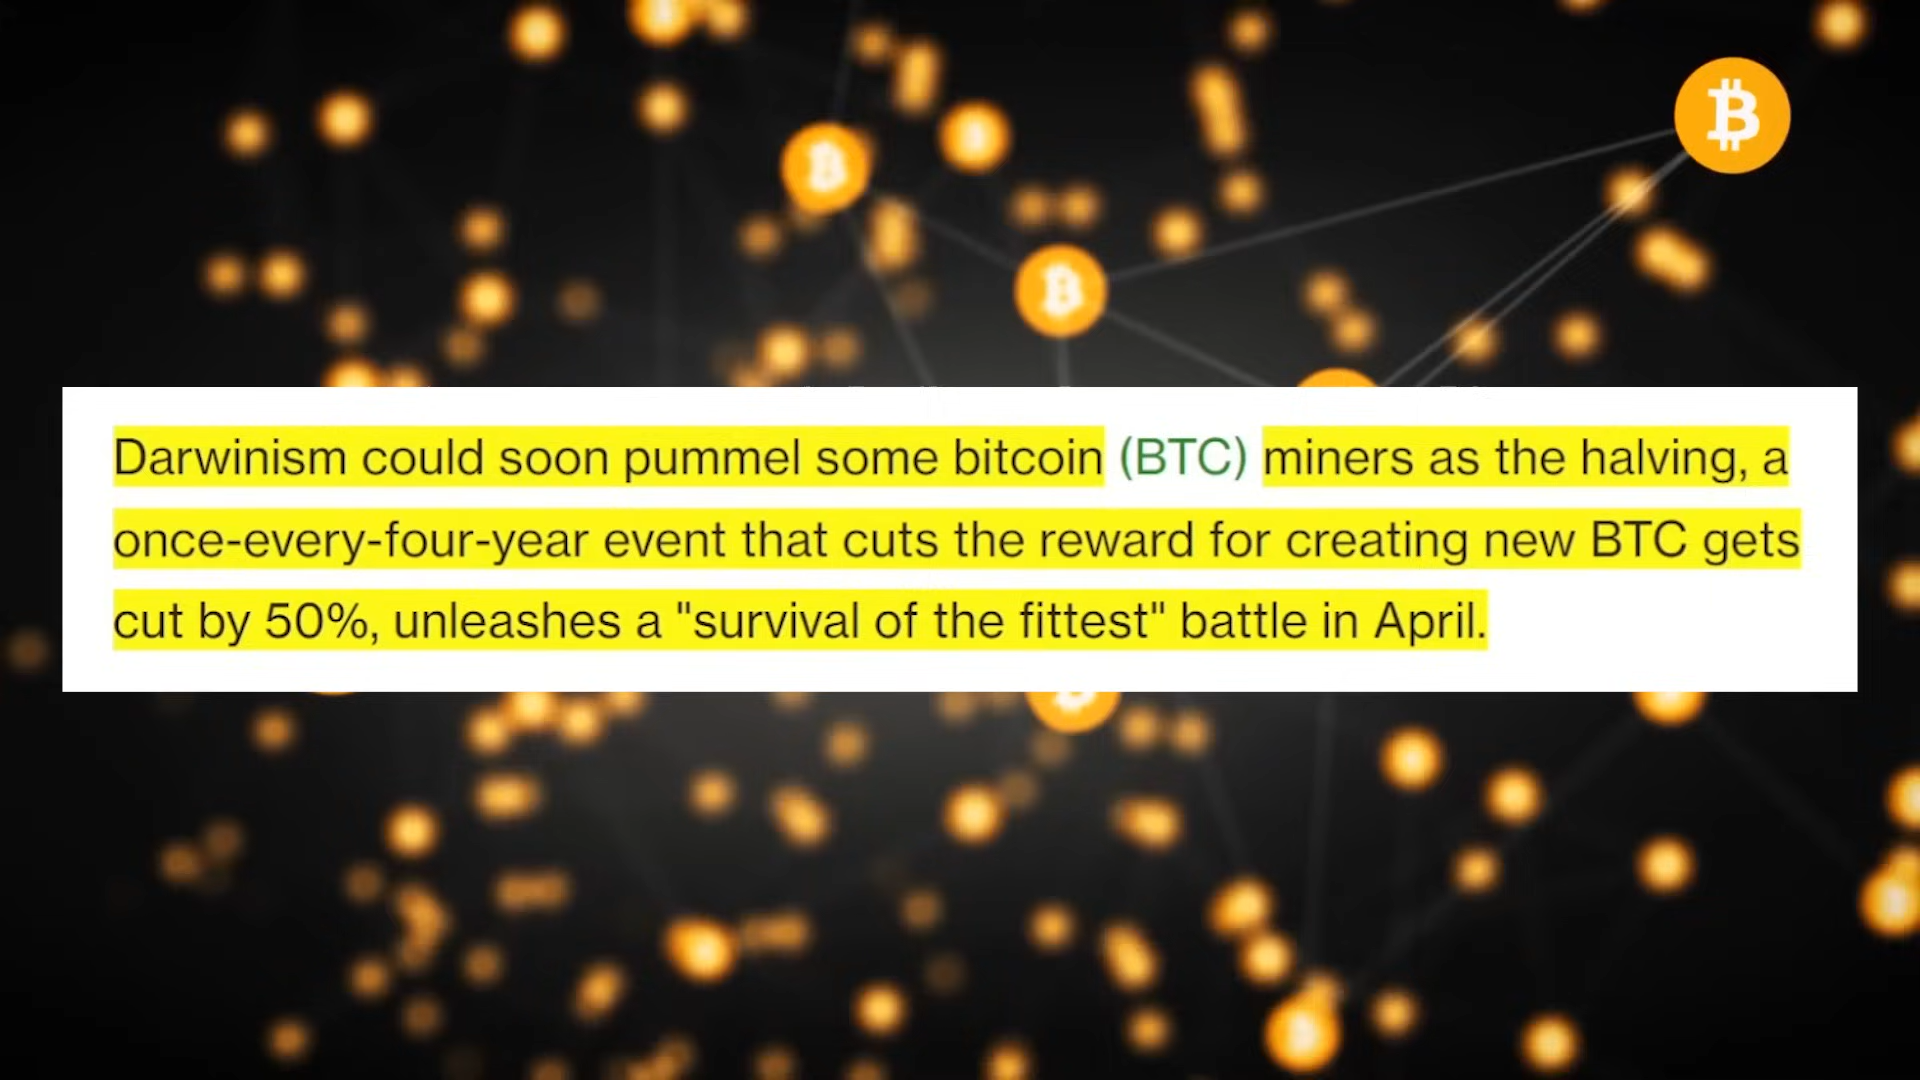 Darwinism could soon pummel some bitcoin (BTC) miners as the halving, a
once-every-four-year event that cuts the reward for creating new BTC gets
cut by 50%, unleashes a "survival of the fittest" battle in April.